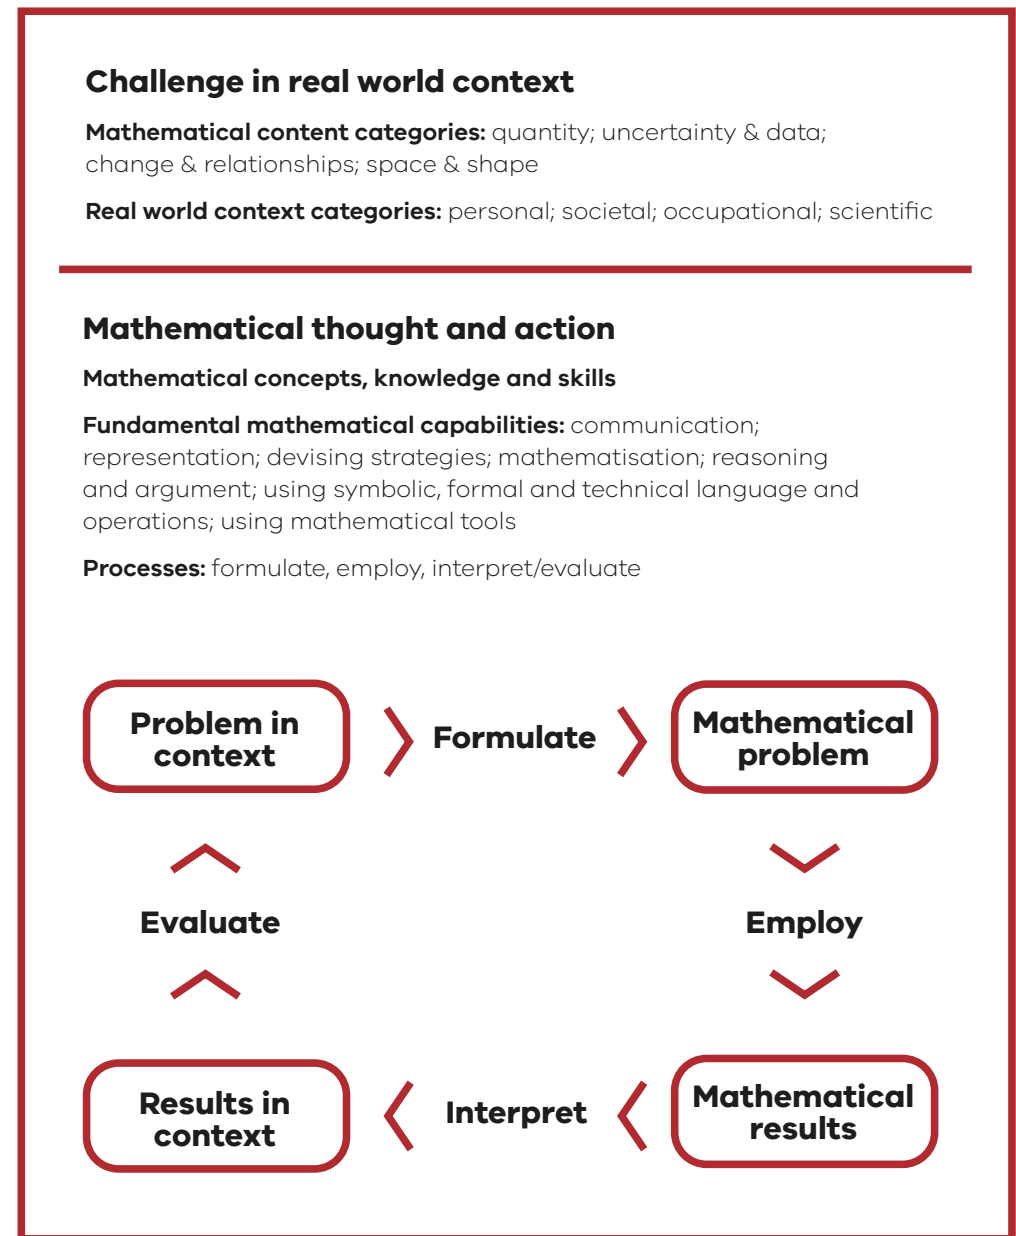 Challenge in real world context
Mathematical content categories: quantity; uncertainty & data;
change & relationships; space & shape
Real world context categories: personal; societal; occupational; scientific
Mathematical thought and action
Mathematical concepts, knowledge and skills
Fundamental mathematical capabilities: communication;
representation; devising strategies; mathematisation; reasoning
and argument; using symbolic, formal and technical language and
operations; using mathematical tools
Processes: formulate, employ, interpret/evaluate
Problem in
context
Formulate
Mathematical
problem
Evaluate
Employ
Results in
context
Interpret
Mathematical
results